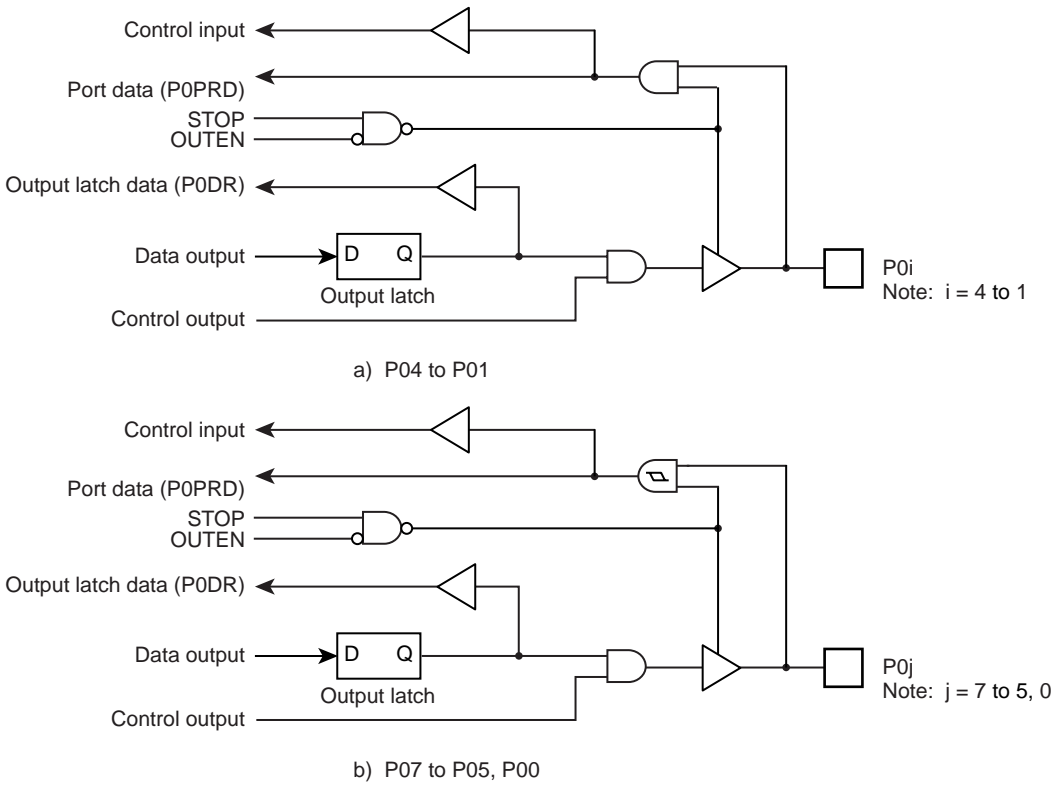 Control input
Port data (P0PRD)
STOP
OUTEN
Output latch data (P0DR)
Data output
D Q
Output latch
Control output
P0i
Note: i = 4 to 1
a) P04 to P01
Control input
Port data (P0PRD)
STOP
OUTEN
Output latch data (P0DR)
Data output
D Q
Output latch
Control output
P0j
Note: j = 7 to 5, 0
b) P07 to P05, P00